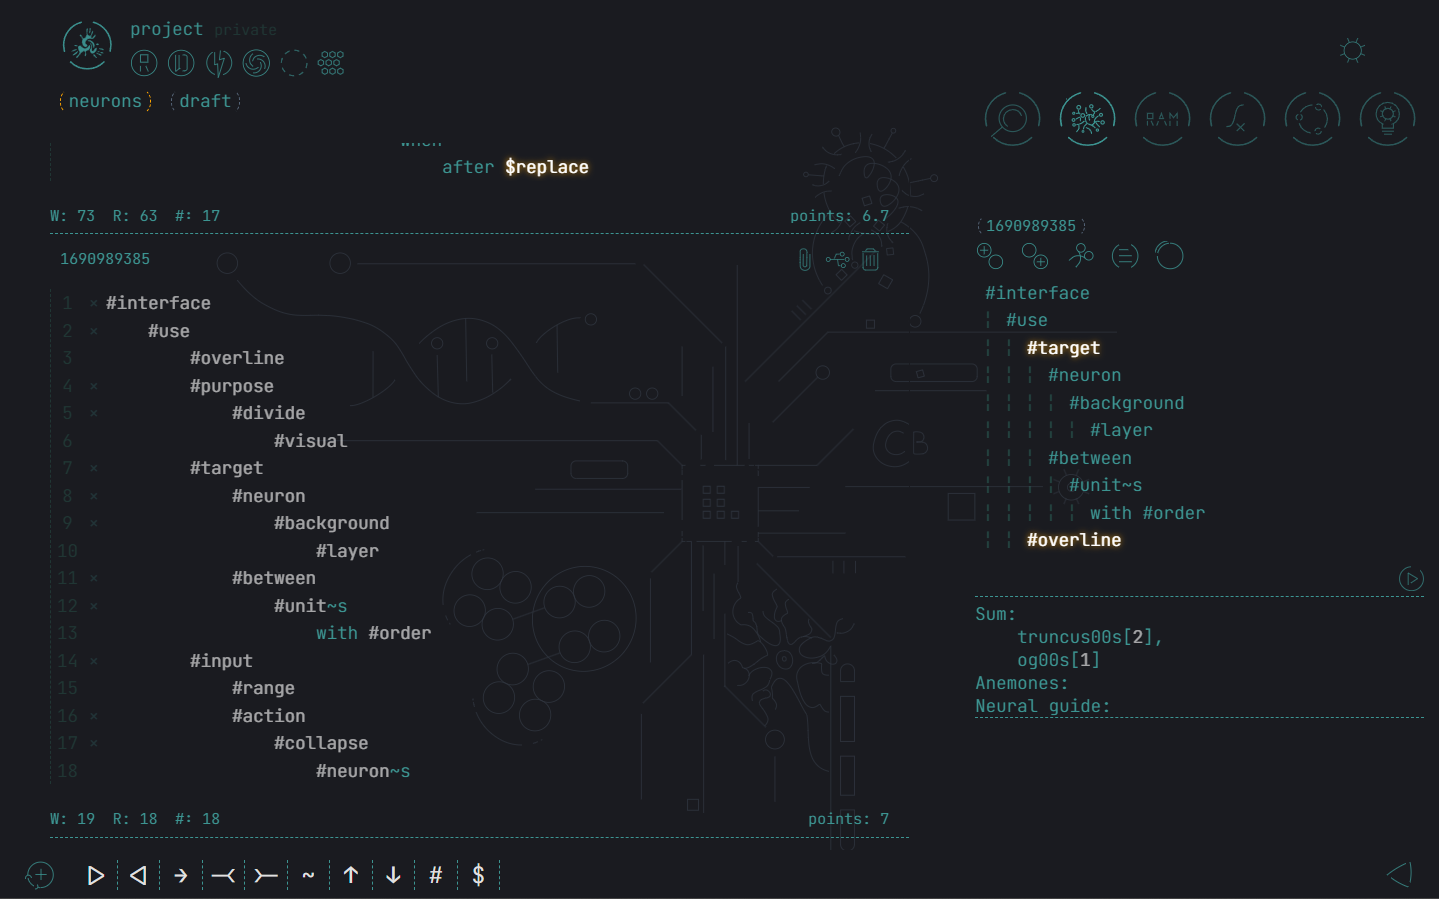 project private
(neurons) (draft)
RAM
when
after $replace
W: 73 R: 63 #: 17 points: 6.7
1690989385
1 × #interface
2 × #use
3 #overline
4 × #purpose
5 × #divide
6 #visual
7 × #target
8 × #neuron
9 × #background
10 #layer
11 × #between
12 × #unit~s
13 with #order
14 × #input
15 #range
16 × #action
17 × #collapse
18 #neuron~s
W: 19 R: 18 #: 18 points: 7
▷ ◁ → —< >— ~ ↑ ↓ # $
(1690989385)
#interface
#use
#target
#neuron
#background
#layer
#between
#unit~s
with #order
#overline
Sum:
truncus00s[2],
og00s[1]
Anemones:
Neural guide:
CB